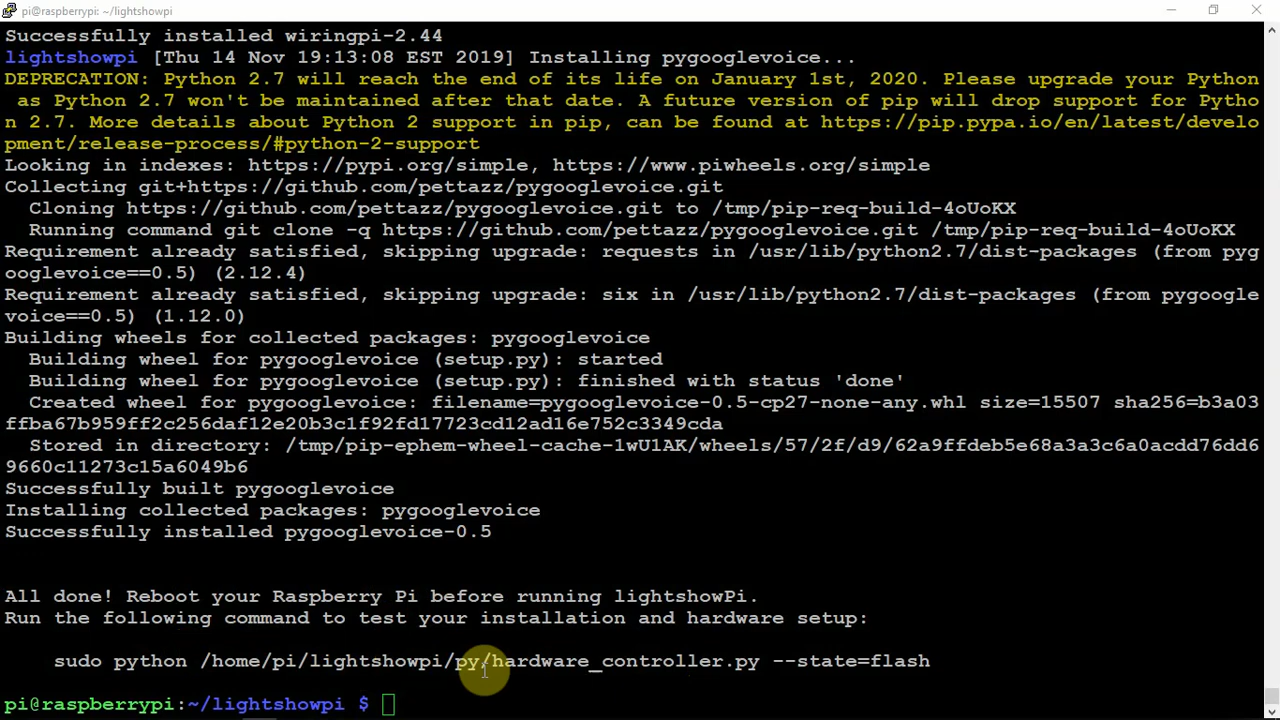 pi@raspberrypi: ~/lightshowpi
Successfully installed wiringpi-2.44
lightshowpi [Thu 14 Nov 19:13:08 EST 2019] Installing pygooglevoice...
DEPRECATION: Python 2.7 will reach the end of its life on January 1st, 2020. Please upgrade your Python
 as Python 2.7 won't be maintained after that date. A future version of pip will drop support for Pytho
n 2.7. More details about Python 2 support in pip, can be found at https://pip.pypa.io/en/latest/develo
pment/release-process/#python-2-support
Looking in indexes: https://pypi.org/simple, https://www.piwheels.org/simple
Collecting git+https://github.com/pettazz/pygooglevoice.git
  Cloning https://github.com/pettazz/pygooglevoice.git to /tmp/pip-req-build-4oUoKX
  Running command git clone -q https://github.com/pettazz/pygooglevoice.git /tmp/pip-req-build-4oUoKX
Requirement already satisfied, skipping upgrade: requests in /usr/lib/python2.7/dist-packages (from pyg
ooglevoice==0.5) (2.12.4)
Requirement already satisfied, skipping upgrade: six in /usr/lib/python2.7/dist-packages (from pygoogle
voice==0.5) (1.12.0)
Building wheels for collected packages: pygooglevoice
  Building wheel for pygooglevoice (setup.py): started
  Building wheel for pygooglevoice (setup.py): finished with status 'done'
  Created wheel for pygooglevoice: filename=pygooglevoice-0.5-cp27-none-any.whl size=15507 sha256=b3a03
ffba67b959ff2c256daf12e20b3c1f92fd17723cd12ad16e752c3349cda
  Stored in directory: /tmp/pip-ephem-wheel-cache-1wU1AK/wheels/57/2f/d9/62a9ffdeb5e68a3a3c6a0acdd76dd6
9660c11273c15a6049b6
Successfully built pygooglevoice
Installing collected packages: pygooglevoice
Successfully installed pygooglevoice-0.5
All done! Reboot your Raspberry Pi before running lightshowPi.
Run the following command to test your installation and hardware setup:
    sudo python /home/pi/lightshowpi/py/hardware_controller.py --state=flash
pi@raspberrypi:~/lightshowpi $